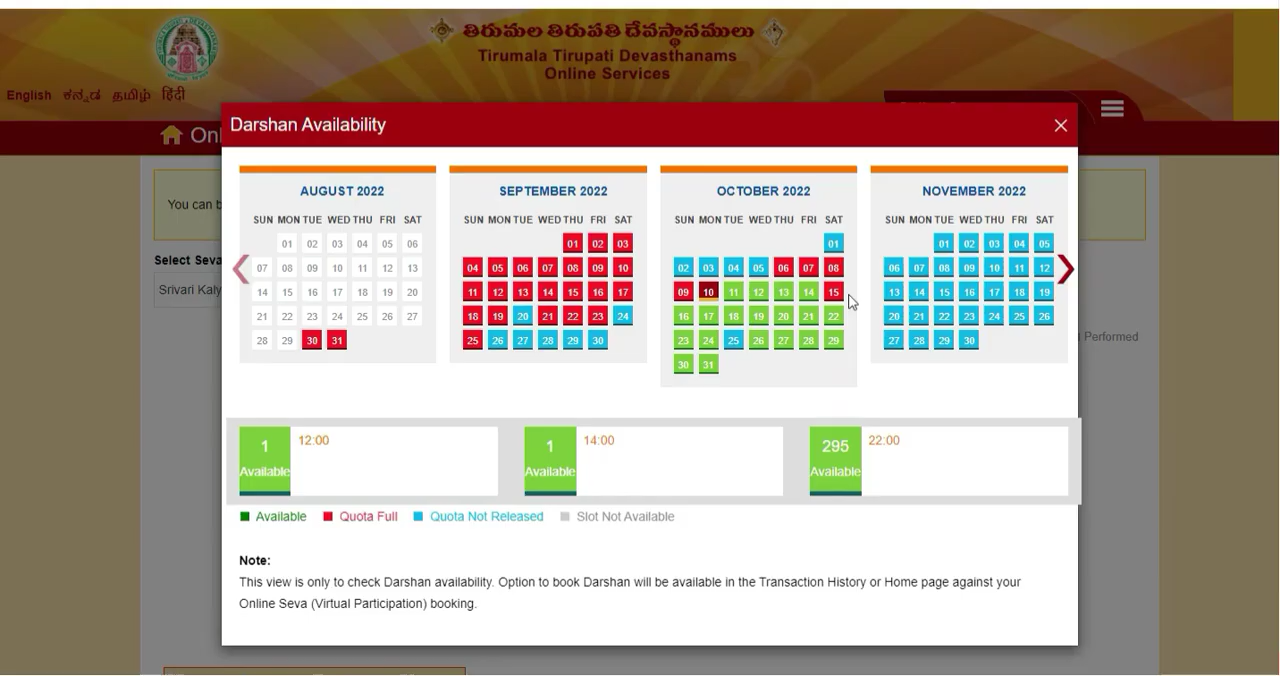 తిరుమల తిరుపతి దేవస్థానములు
Tirumala Tirupati Devasthanams
Online Services
English ಕನ್ನಡ தமிழ் हिंदी
Darshan Availability
You can b
Select Seva
Srivari Kaly
Performed
AUGUST 2022
SUN MON TUE WED THU FRI SAT
01 02 03 04 05 06
07 08 09 10 11 12 13
14 15 16 17 18 19 20
21 22 23 24 25 26 27
28 29 30 31
SEPTEMBER 2022
SUN MON TUE WED THU FRI SAT
01 02 03
04 05 06 07 08 09 10
11 12 13 14 15 16 17
18 19 20 21 22 23 24
25 26 27 28 29 30
OCTOBER 2022
SUN MON TUE WED THU FRI SAT
01
02 03 04 05 06 07 08
09 10 11 12 13 14 15
16 17 18 19 20 21 22
23 24 25 26 27 28 29
30 31
NOVEMBER 2022
SUN MON TUE WED THU FRI SAT
01 02 03 04 05
06 07 08 09 10 11 12
13 14 15 16 17 18 19
20 21 22 23 24 25 26
27 28 29 30
1 Available 12:00
1 Available 14:00
295 Available 22:00
Available Quota Full Quota Not Released Slot Not Available
Note:
This view is only to check Darshan availability. Option to book Darshan will be available in the Transaction History or Home page against your
Online Seva (Virtual Participation) booking.